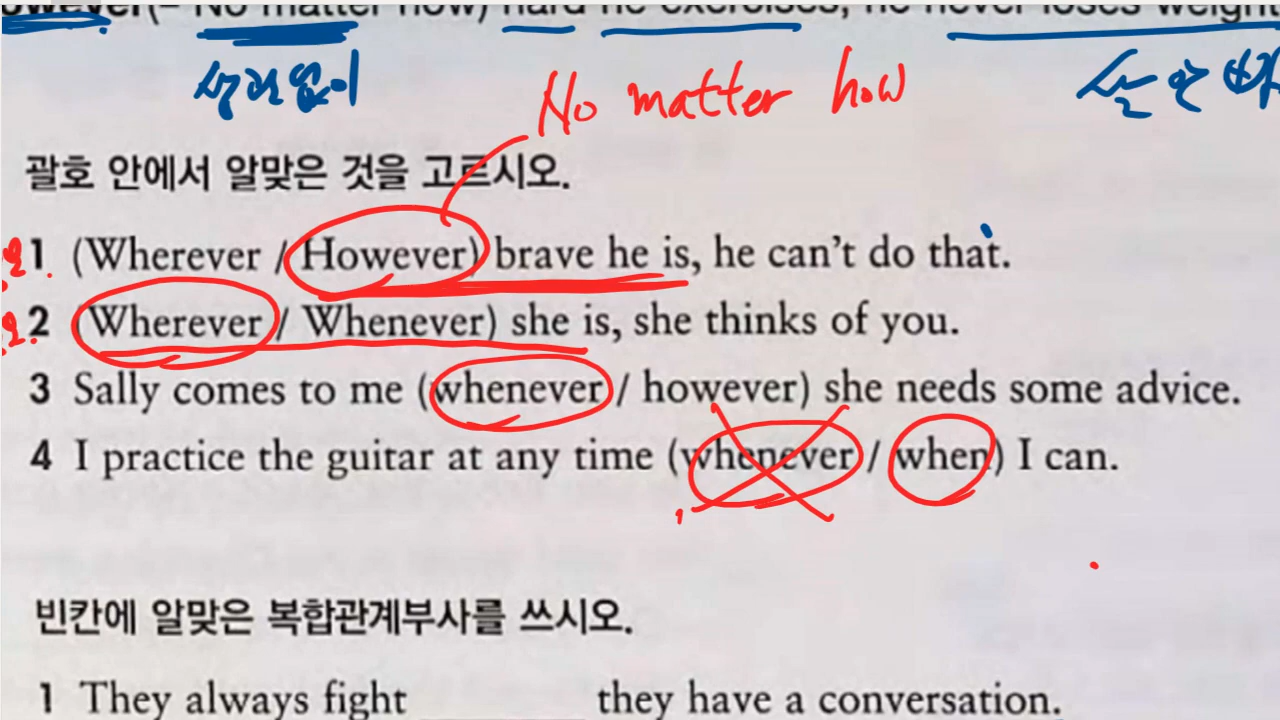 owever(= No matter how) hard he exercises, he never loses weight
상관없이 No matter how 살 안
괄호 안에서 알맞은 것을 고르시오.
1 (Wherever / However) brave he is, he can't do that.
2 (Wherever / Whenever) she is, she thinks of you.
3 Sally comes to me (whenever / however) she needs some advice.
4 I practice the guitar at any time (whenever / when) I can.
빈칸에 알맞은 복합관계부사를 쓰시오.
1 They always fight ______ they have a conversation.